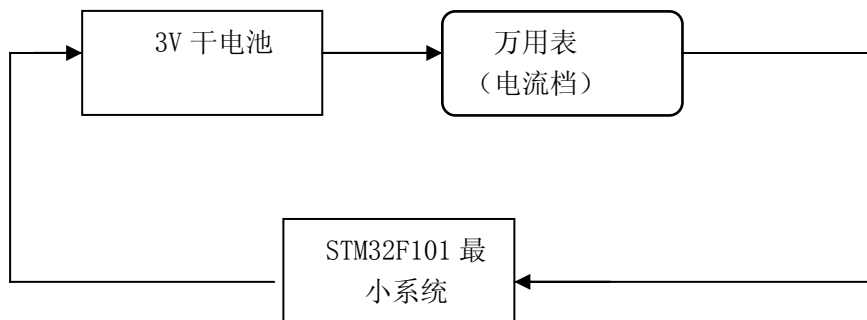 3V 干电池
万用表
（电流档）
STM32F101 最
小系统